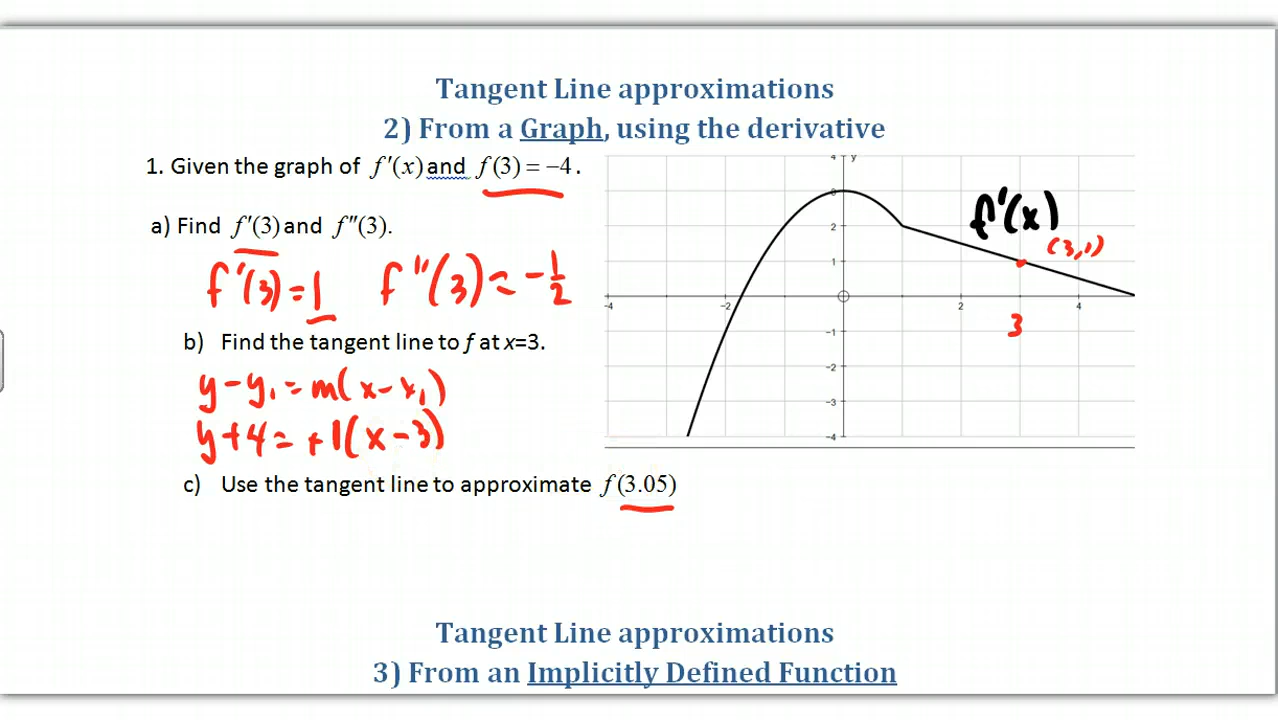 Tangent Line approximations
2) From a Graph, using the derivative
1. Given the graph of f'(x) and f(3) = −4.
a) Find f'(3) and f''(3).
f'(3) = 1 f''(3) = -1/2
b) Find the tangent line to f at x=3.
y - y₁ = m(x - x₁)
y + 4 = +1(x - 3)
c) Use the tangent line to approximate f(3.05)
4 y
3
2
1
-4 -2 2 4
-1
-2
-3
-4
f'(x)
(3,1)
3
Tangent Line approximations
3) From an Implicitly Defined Function